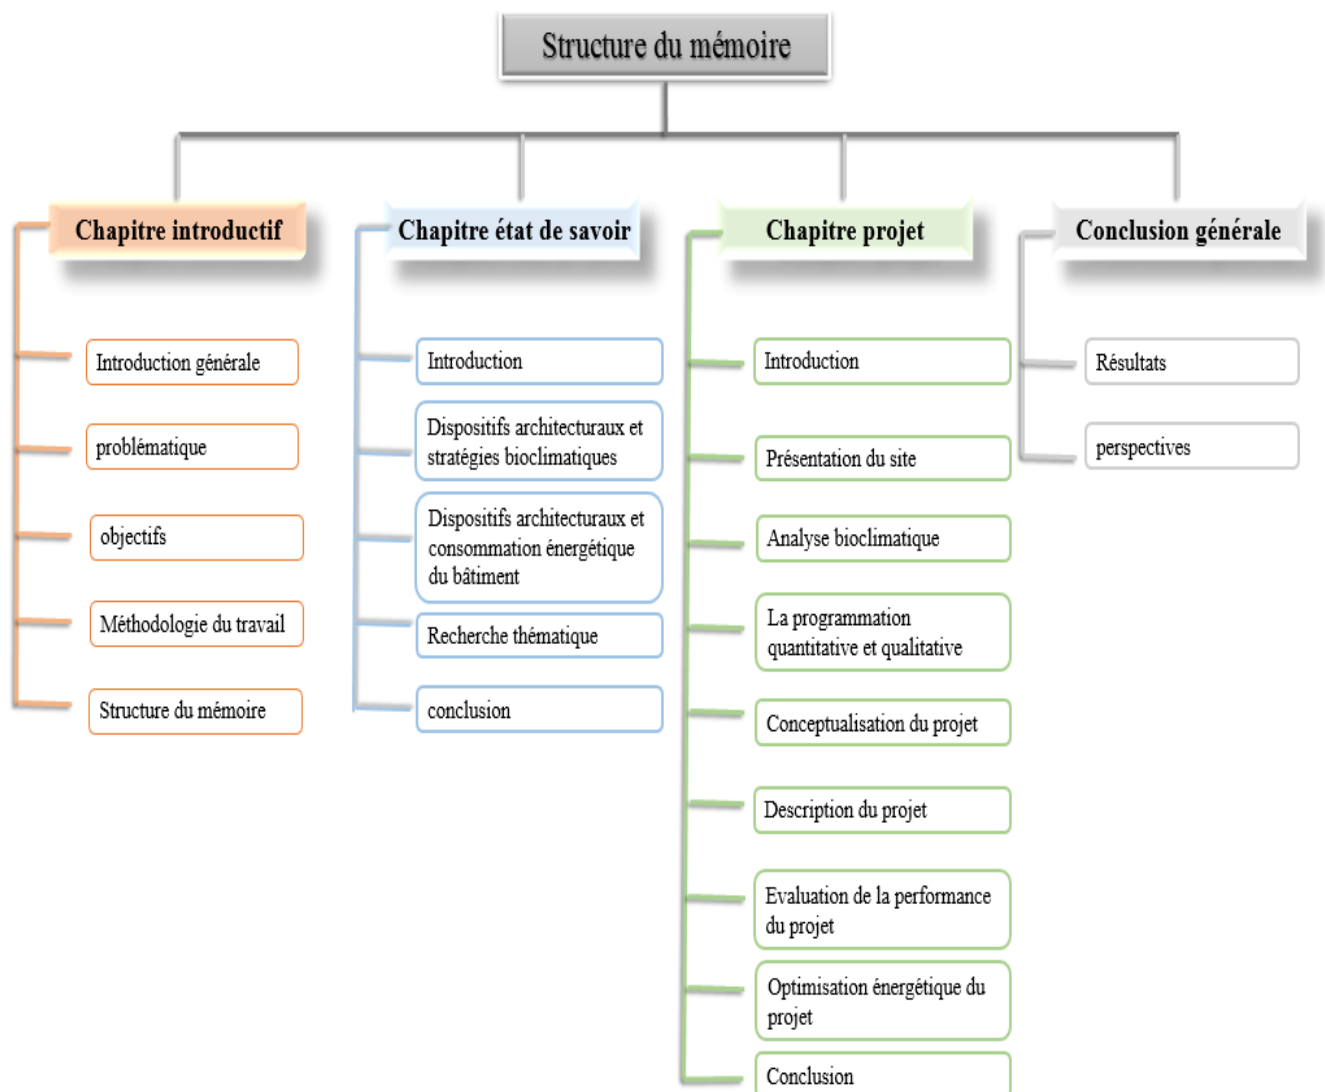 Structure du mémoire
Chapitre introductif
Introduction générale
problématique
objectifs
Méthodologie du travail
Structure du mémoire
Chapitre état de savoir
Introduction
Dispositifs architecturaux et
stratégies bioclimatiques
Dispositifs architecturaux et
consommation énergétique
du bâtiment
Recherche thématique
conclusion
Chapitre projet
Introduction
Présentation du site
Analyse bioclimatique
La programmation
quantitative et qualitative
Conceptualisation du projet
Description du projet
Evaluation de la performance
du projet
Optimisation énergétique du
projet
Conclusion
Conclusion générale
Résultats
perspectives